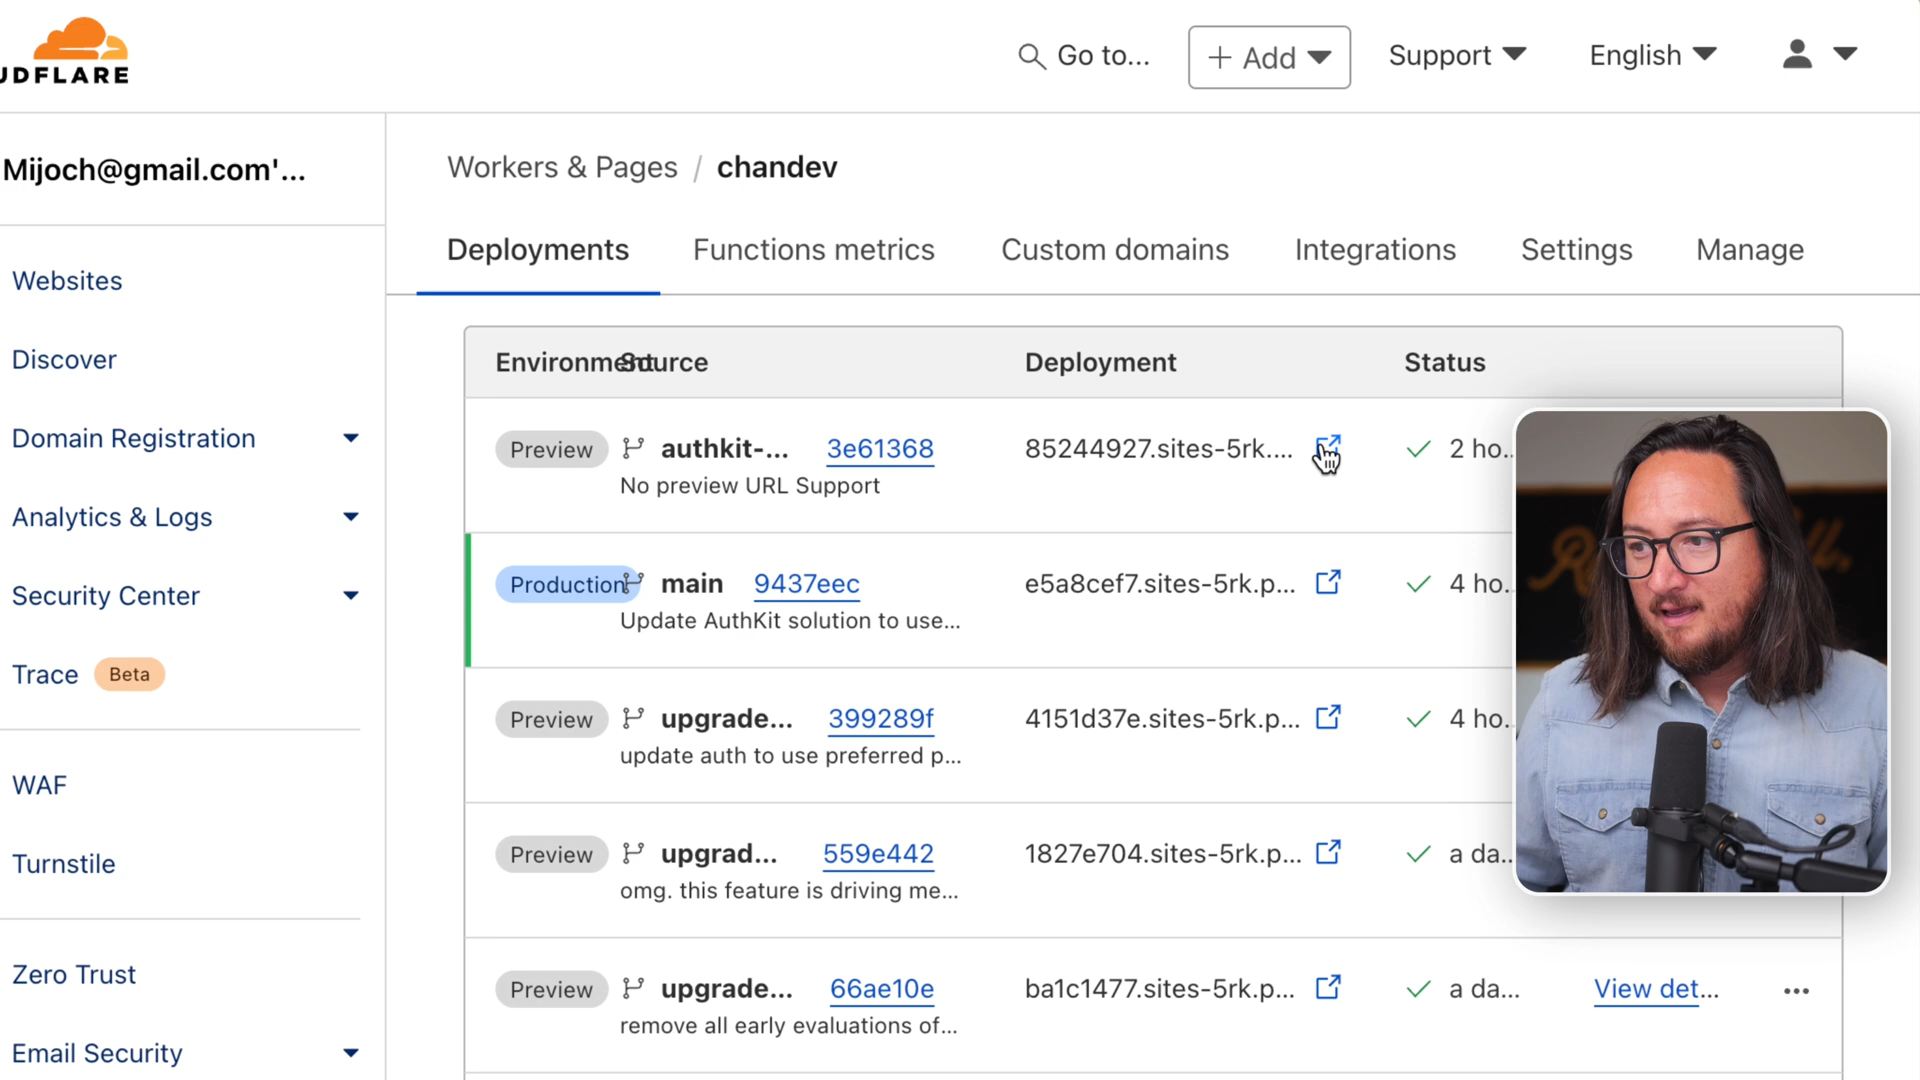 UDFLARE
Go to...
Add
Support
English
Mijoch@gmail.com'...
Websites
Discover
Domain Registration
Analytics & Logs
Security Center
Trace Beta
WAF
Turnstile
Zero Trust
Email Security
Workers & Pages / chandev
Deployments Functions metrics Custom domains Integrations Settings Manage
Environment Source Deployment Status
Preview authkit-... 3e61368 85244927.sites-5rk.... 2 ho...
No preview URL Support
Production main 9437eec e5a8cef7.sites-5rk.p... 4 ho...
Update AuthKit solution to use...
Preview upgrade... 399289f 4151d37e.sites-5rk.p... 4 ho...
update auth to use preferred p...
Preview upgrad... 559e442 1827e704.sites-5rk.p... a da...
omg. this feature is driving me...
Preview upgrade... 66ae10e ba1c1477.sites-5rk.p... a da... View det... ...
remove all early evaluations of...